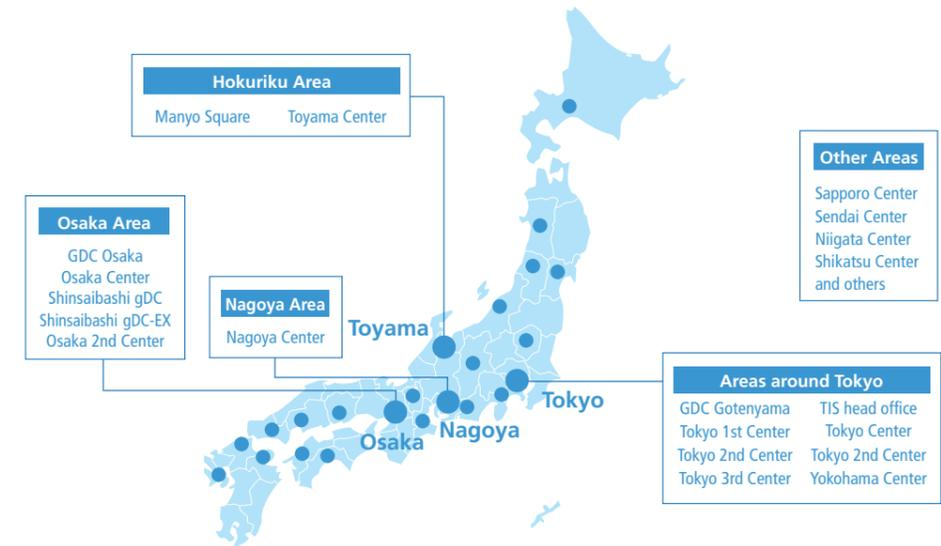 Hokuriku Area
Manyo Square Toyama Center
Other Areas
Sapporo Center
Sendai Center
Niigata Center
Shikatsu Center
and others
Osaka Area
GDC Osaka
Osaka Center
Shinsaibashi gDC
Shinsaibashi gDC-EX
Osaka 2nd Center
Nagoya Area
Nagoya Center
Toyama
Tokyo
Nagoya
Osaka
Areas around Tokyo
GDC Gotenyama TIS head office
Tokyo 1st Center Tokyo Center
Tokyo 2nd Center Tokyo 2nd Center
Tokyo 3rd Center Yokohama Center